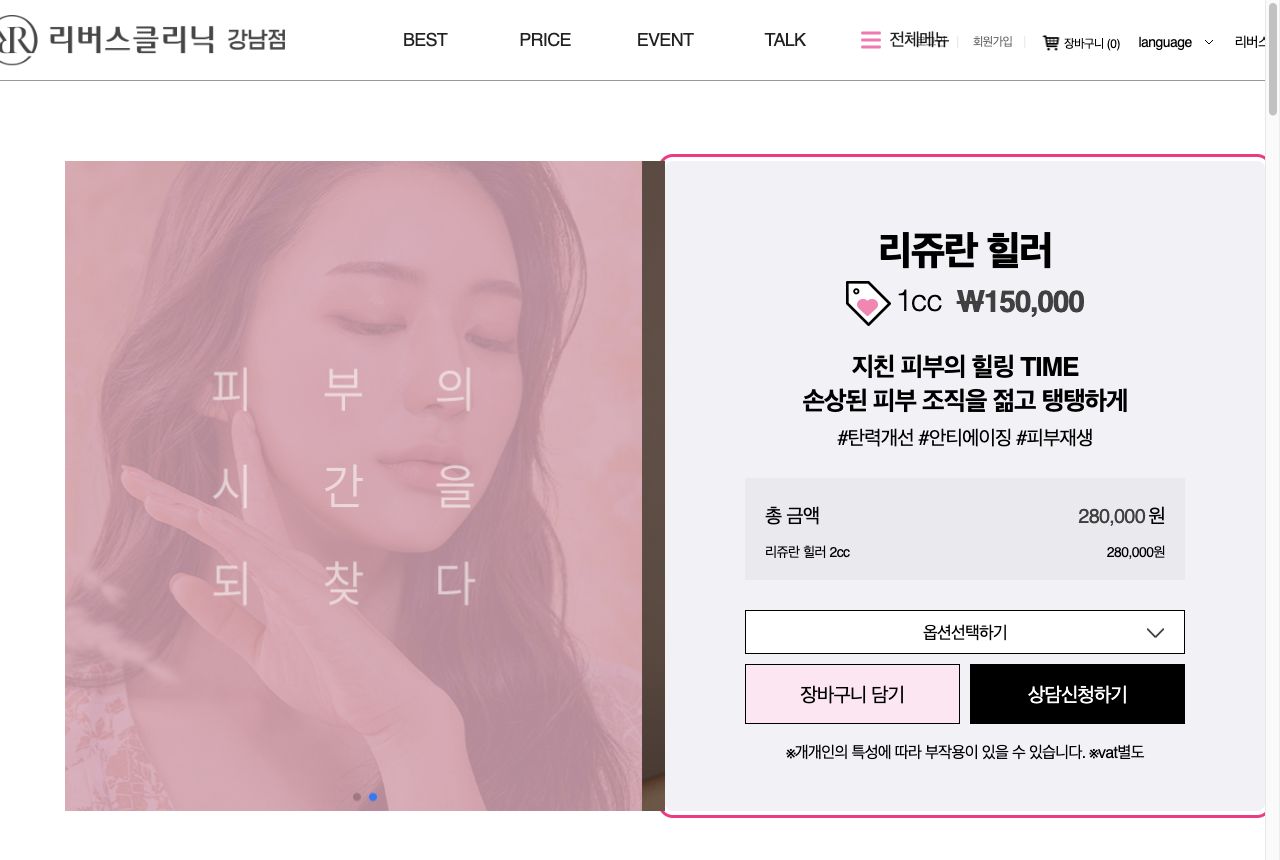 리버스클리닉 강남점
BEST
PRICE
EVENT
TALK
전체메뉴
회원가입
장바구니 (0)
language
리버스
피 부 의
시 간 을
되 찾 다
리쥬란 힐러
1cc ₩150,000
지친 피부의 힐링 TIME
손상된 피부 조직을 젊고 탱탱하게
#탄력개선 #안티에이징 #피부재생
총 금액 280,000 원
리쥬란 힐러 2cc 280,000원
옵션선택하기
장바구니 담기
상담신청하기
※개개인의 특성에 따라 부작용이 있을 수 있습니다. ※vat별도